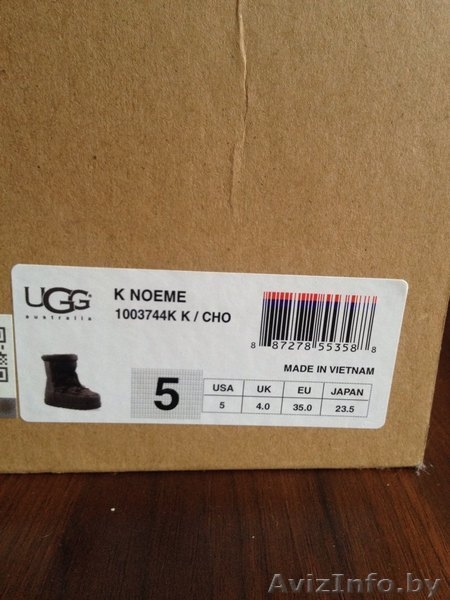 UGG®
australia
K NOEME
1003744K K / CHO
8 87278 55358 8
MADE IN VIETNAM
5
USA UK EU JAPAN
5 4.0 35.0 23.5
AvizInfo.by